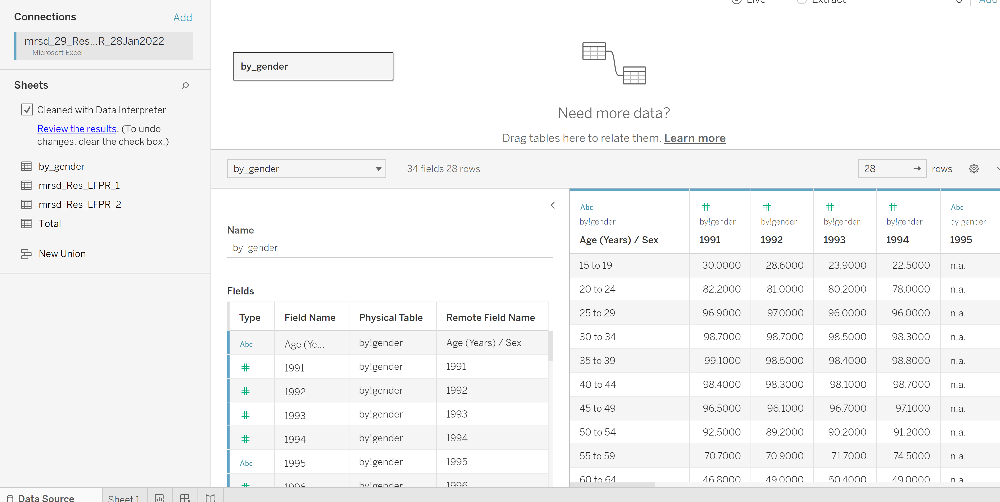 Live Extract 0 Add
Connections Add
mrsd_29_Res...R_28Jan2022
Microsoft Excel
Sheets
Cleaned with Data Interpreter
Review the results. (To undo
changes, clear the check box.)
by_gender
mrsd_Res_LFPR_1
mrsd_Res_LFPR_2
Total
New Union
by_gender
Need more data?
Drag tables here to relate them. Learn more
by_gender 34 fields 28 rows 28 rows
Name
by_gender
Fields
Type Field Name Physical Table Remote Field Name
Abc Age (Ye... by!gender Age (Years) / Sex
# 1991 by!gender 1991
# 1992 by!gender 1992
# 1993 by!gender 1993
# 1994 by!gender 1994
Abc 1995 by!gender 1995
# 1996 by!gender 1996
Abc # # # # Abc
by!gender by!gender by!gender by!gender by!gender by!gender
Age (Years) / Sex 1991 1992 1993 1994 1995
15 to 19 30.0000 28.6000 23.9000 22.5000 n.a.
20 to 24 82.2000 81.0000 80.2000 78.0000 n.a.
25 to 29 96.9000 97.0000 96.0000 96.0000 n.a.
30 to 34 98.7000 98.7000 98.5000 98.3000 n.a.
35 to 39 99.1000 98.5000 98.4000 98.8000 n.a.
40 to 44 98.4000 98.3000 98.1000 98.7000 n.a.
45 to 49 96.5000 96.1000 96.7000 97.1000 n.a.
50 to 54 92.5000 89.2000 90.2000 91.2000 n.a.
55 to 59 70.7000 70.9000 71.7000 74.5000 n.a.
60 to 64 46.8000 49.0000 50.4000 49.0000 n.a.
Data Source Sheet 1